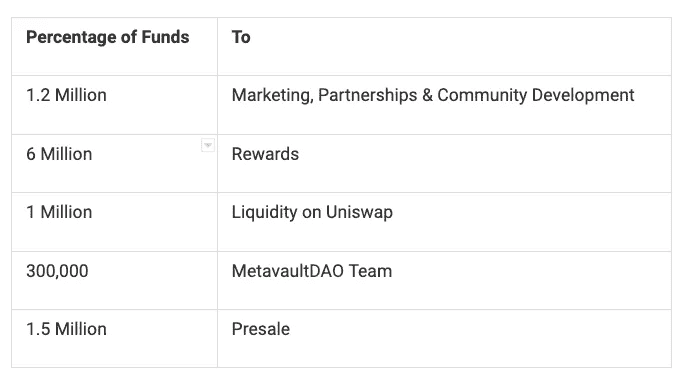 Percentage of Funds To
1.2 Million Marketing, Partnerships & Community Development
6 Million Rewards
1 Million Liquidity on Uniswap
300,000 MetavaultDAO Team
1.5 Million Presale